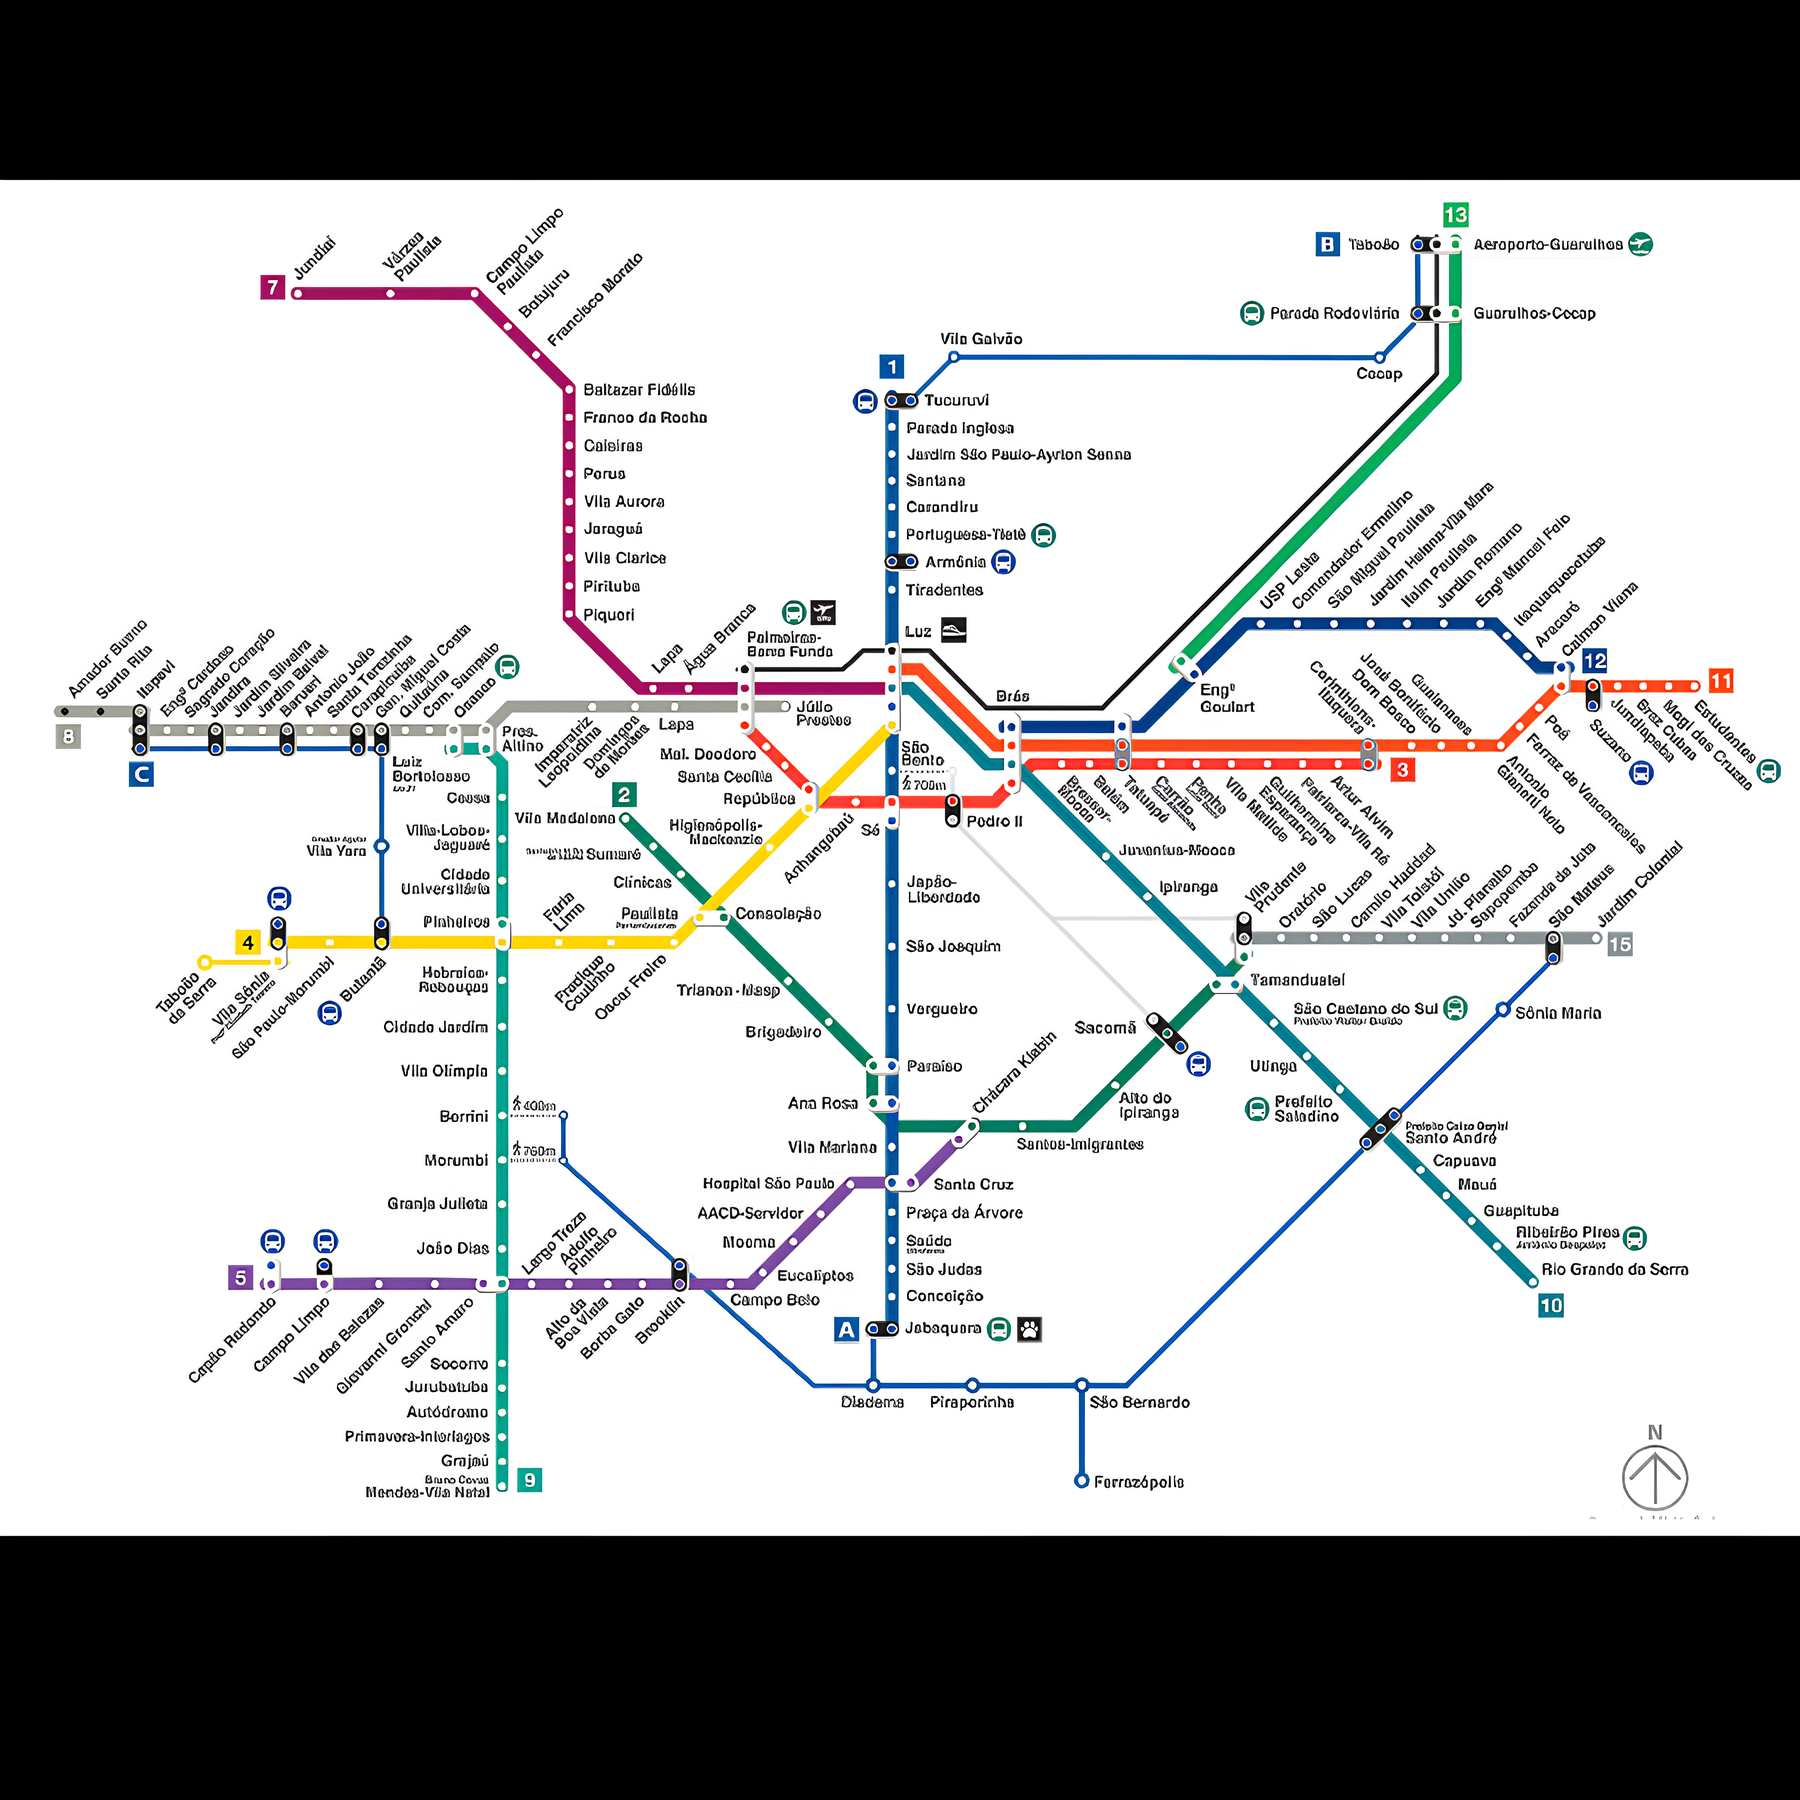 13
B
Aeroporto-Guarulhos
7
Jundiaí
Várzea
Paulista
Campo Limpo
Paulista
Botujuru
Francisco Morato
Parada Rodoviária
Guarulhos-Cecap
Vila Galvão
Cecap
1
Tucuruvi
Baltazar Fidélis
Franco da Rocha
Caieiras
Perus
Vila Aurora
Jaraguá
Vila Clarice
Pirituba
Piqueri
Parada Inglesa
Jardim São Paulo-Ayrton Senna
Santana
Carandiru
Portuguesa-Tietê
Armênia
Tiradentes
Luz
Lapa
Água Branca
Palmeiras-
Barra Funda
USP Leste
Comendador Ermelino
São Miguel Paulista
Jardim Helena-Vila Mara
Itaim Paulista
Jardim Romano
Engº Manoel Feio
Itaquaquecetuba
Aracaré
Calmon Viana
12
11
Engº
Goulart
Brás
Amador Bueno
Santa Rita
Itapevi
Engº Cardoso
Sagrado Coração
Jandira
Jardim Silveira
Jardim Belval
Barueri
Antonio João
Santa Terezinha
Carapicuíba
Gen. Miguel Costa
Quitaúna
Com. Sampaio
Osasco
8
C
Pres.
Altino
Imperatriz
Leopoldina
Domingos
de Moraes
Lapa
Júlio
Prestes
Mal. Deodoro
Santa Cecília
República
Higienópolis-
Mackenzie
Anhangabaú
São
Bento
700m
Sé
Pedro II
Corinthians-
Itaquera
Dom Bosco
José Bonifácio
Guaianases
3
Bresser-
Mooca
Belém
Tatuapé
Carrão
Penha
Vila Matilde
Guilhermina
Esperança
Patriarca-Vila Ré
Artur Alvim
Antonio
Gianetti Neto
Ferraz de Vasconcelos
Poá
Suzano
Jundiapeba
Braz Cubas
Mogi das Cruzes
Estudantes
Luiz
Bortolosso
Ceasa
Villa-Lobos-
Jaguaré
Cidade
Universitária
Pinheiros
Vila Yara
2
Vila Madalena
Sumaré
Clínicas
Paulista
Consolação
Faria
Lima
Fradique
Coutinho
Oscar Freire
4
Taboão
da Serra
Vila Sônia
São Paulo-Morumbi
Butantã
Hebraica-
Rebouças
Cidade Jardim
Vila Olímpia
Berrini
400m
Morumbi
750m
Granja Julieta
João Dias
Trianon-Masp
Brigadeiro
Japão-
Liberdade
São Joaquim
Vergueiro
Paraíso
Ana Rosa
Vila Mariana
Chácara Klabin
Santos-Imigrantes
Alto do
Ipiranga
Sacomã
Juventus-Mooca
Ipiranga
Tamanduateí
Vila
Prudente
Oratório
São Lucas
Camilo Haddad
Vila Tolstói
Vila União
Jd. Planalto
Sapopemba
Fazenda da Juta
São Mateus
Jardim Colonial
15
São Caetano do Sul
Sônia Maria
Utinga
Prefeito
Saladino
Santo André
Capuava
Mauá
Guapituba
Ribeirão Pires
Rio Grande da Serra
10
Hospital São Paulo
AACD-Servidor
Moema
Eucaliptos
Campo Belo
Santa Cruz
Praça da Árvore
Saúde
São Judas
Conceição
A
Jabaquara
5
Capão Redondo
Campo Limpo
Vila das Belezas
Giovanni Gronchi
Santo Amaro
Largo Treze
Adolfo
Pinheiro
Alto da
Boa Vista
Borba Gato
Brooklin
Socorro
Jurubatuba
Autódromo
Primavera-Interlagos
Grajaú
Bruno Covas
Mendes-Vila Natal
9
Diadema
Piraporinha
São Bernardo
Ferrazópolis
N